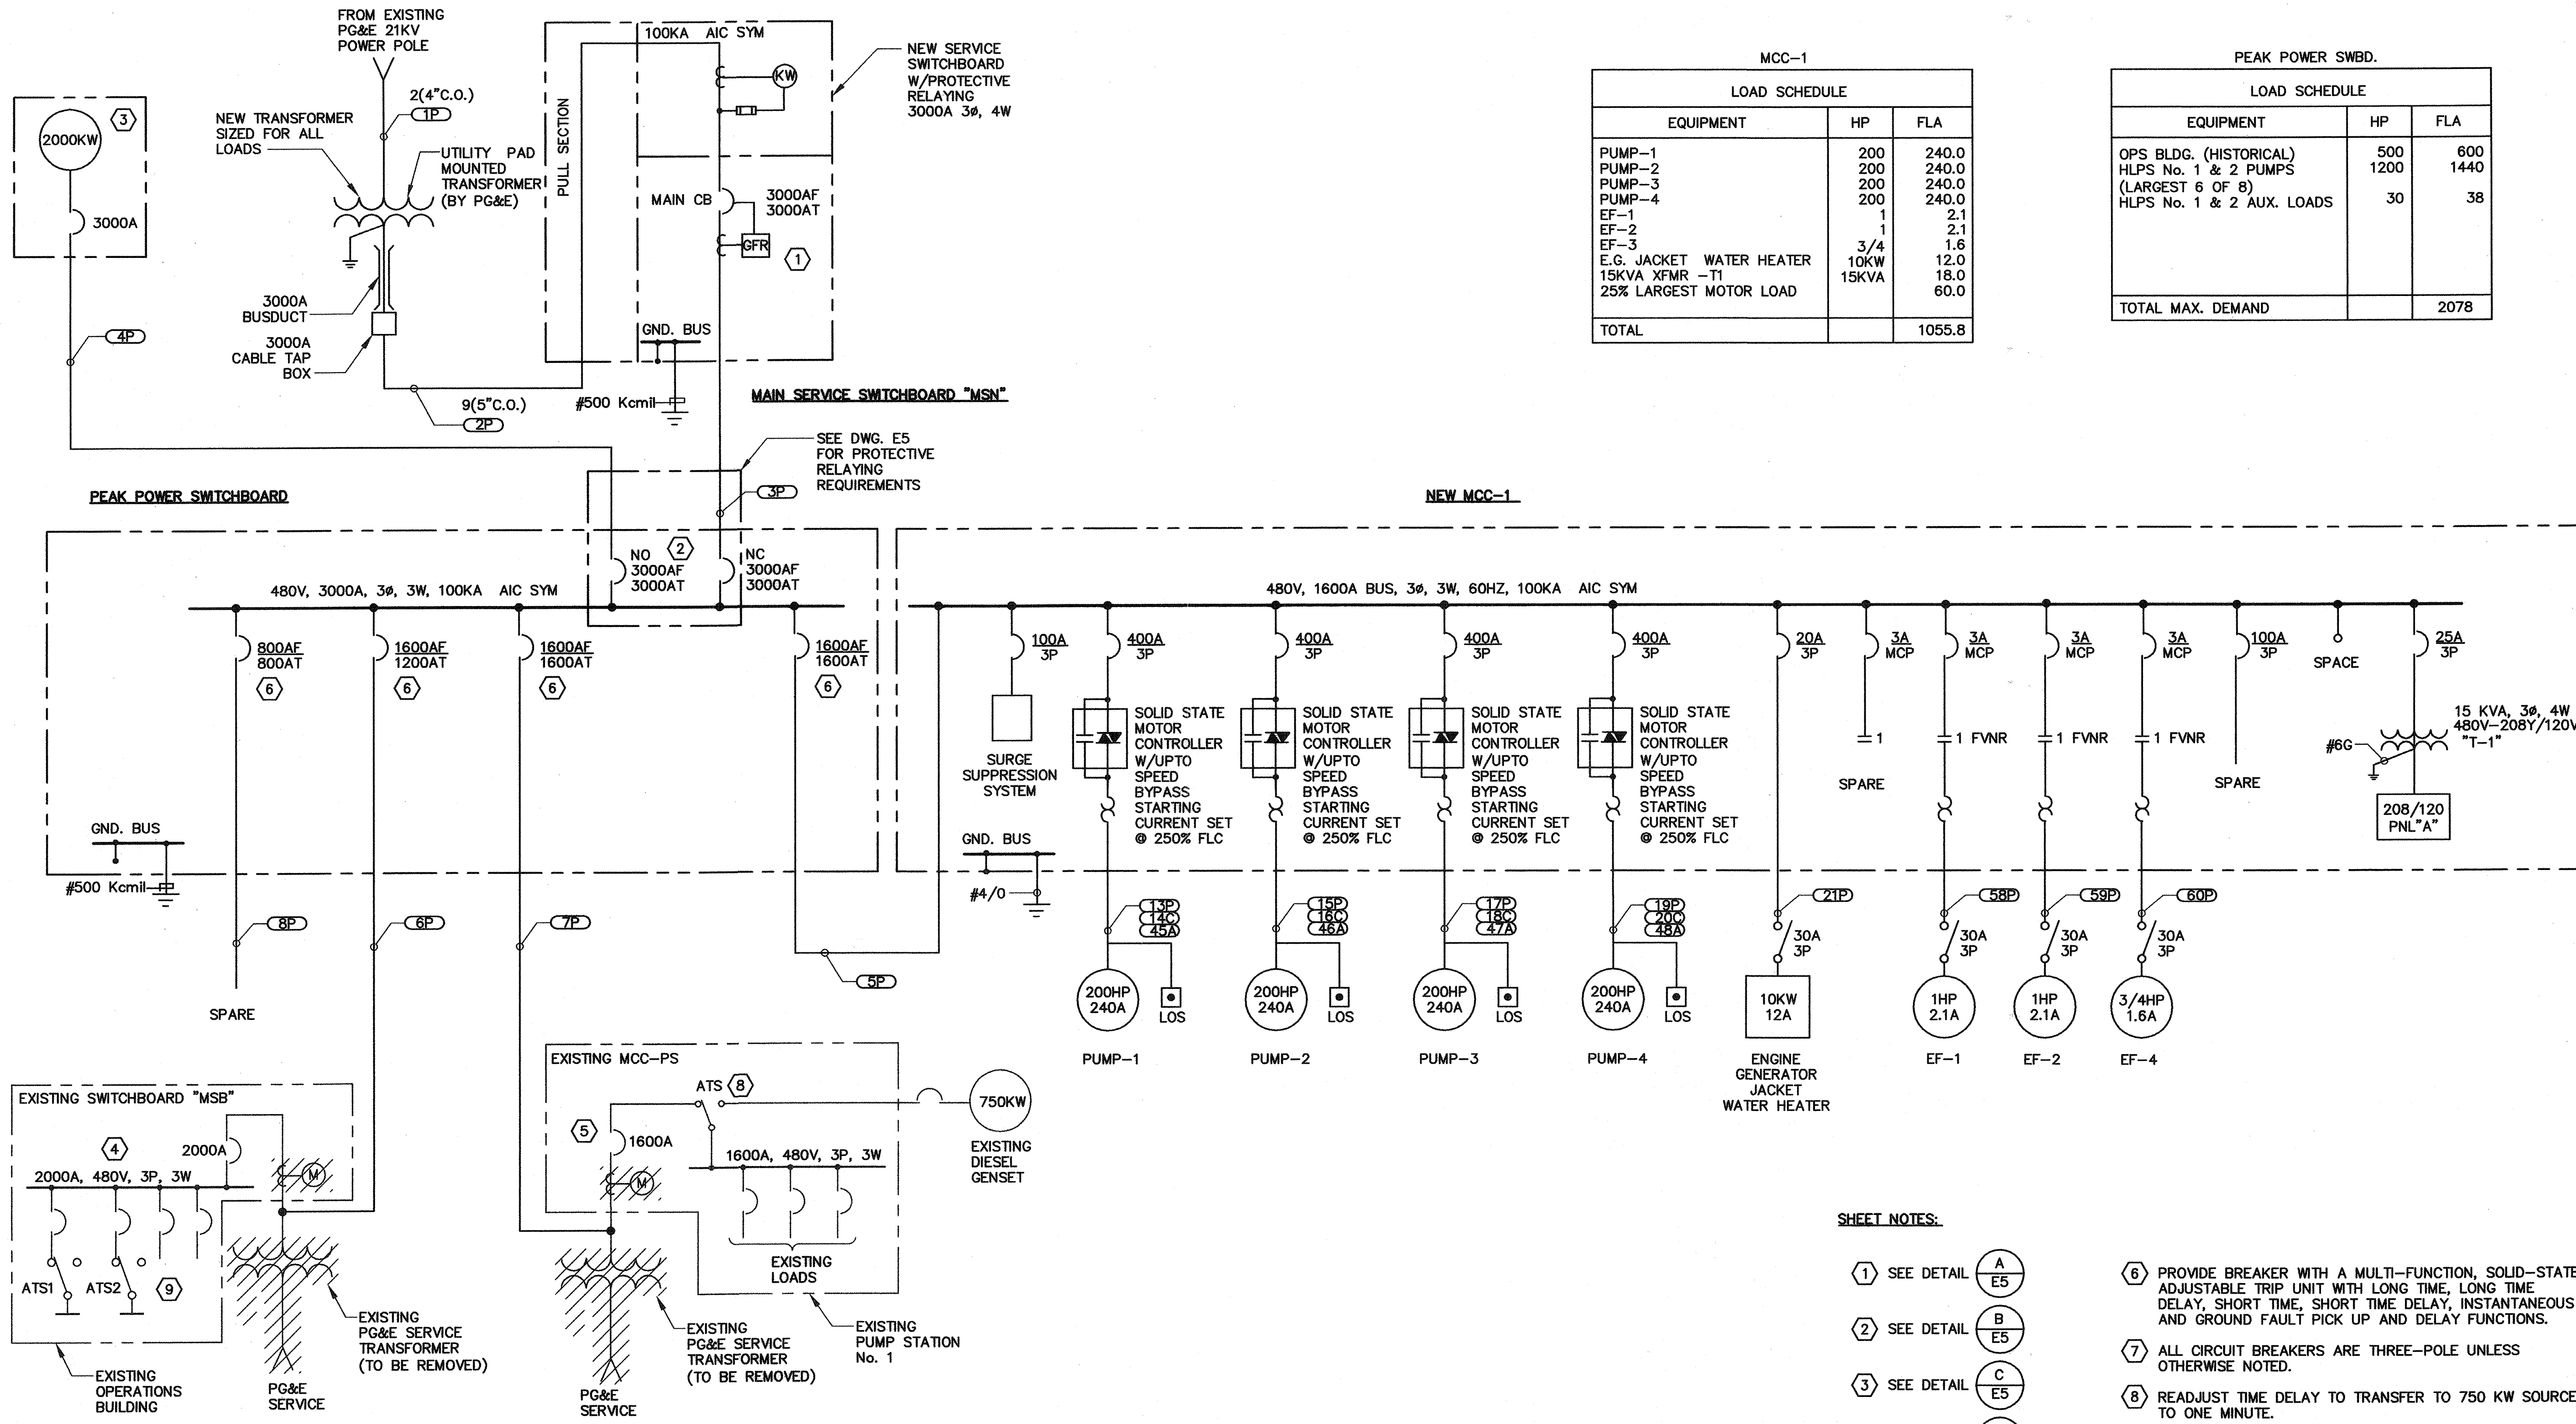 FROM EXISTING
PG&E 21KV
POWER POLE
2(4"C.O.)
1P
NEW TRANSFORMER
SIZED FOR ALL
LOADS
UTILITY PAD
MOUNTED
TRANSFORMER
(BY PG&E)
2000KW
3
3000A
4P
3000A
BUSDUCT
3000A
CABLE TAP
BOX
9(5"C.O.)
2P
PULL SECTION
100KA AIC SYM
KW
NEW SERVICE
SWITCHBOARD
W/PROTECTIVE
RELAYING
3000A 3ø, 4W
MAIN CB
3000AF
3000AT
GFR
1
GND. BUS
#500 Kcmil
MAIN SERVICE SWITCHBOARD "MSN"
SEE DWG. E5
FOR PROTECTIVE
RELAYING
REQUIREMENTS
3P
MCC-1
LOAD SCHEDULE
EQUIPMENT HP FLA
PUMP-1 200 240.0
PUMP-2 200 240.0
PUMP-3 200 240.0
PUMP-4 200 240.0
EF-1 1 2.1
EF-2 1 2.1
EF-3 3/4 1.6
E.G. JACKET WATER HEATER 10KW 12.0
15KVA XFMR -T1 15KVA 18.0
25% LARGEST MOTOR LOAD 60.0
TOTAL 1055.8
PEAK POWER SWBD.
LOAD SCHEDULE
EQUIPMENT HP FLA
OPS BLDG. (HISTORICAL) 500 600
HLPS No. 1 & 2 PUMPS 1200 1440
(LARGEST 6 OF 8)
HLPS No. 1 & 2 AUX. LOADS 30 38
TOTAL MAX. DEMAND 2078
PEAK POWER SWITCHBOARD
480V, 3000A, 3ø, 3W, 100KA AIC SYM
NO
3000AF
3000AT
2
NC
3000AF
3000AT
800AF
800AT
6
1600AF
1200AT
6
1600AF
1600AT
6
1600AF
1600AT
6
GND. BUS
#500 Kcmil
8P
6P
7P
5P
SPARE
NEW MCC-1
480V, 1600A BUS, 3ø, 3W, 60HZ, 100KA AIC SYM
100A
3P
SURGE
SUPPRESSION
SYSTEM
GND. BUS
#4/0
400A
3P
SOLID STATE
MOTOR
CONTROLLER
W/UPTO
SPEED
BYPASS
STARTING
CURRENT SET
@ 250% FLC
13P
14C
45A
200HP
240A
LOS
PUMP-1
400A
3P
SOLID STATE
MOTOR
CONTROLLER
W/UPTO
SPEED
BYPASS
STARTING
CURRENT SET
@ 250% FLC
15P
16C
46A
200HP
240A
LOS
PUMP-2
400A
3P
SOLID STATE
MOTOR
CONTROLLER
W/UPTO
SPEED
BYPASS
STARTING
CURRENT SET
@ 250% FLC
17P
18C
47A
200HP
240A
LOS
PUMP-3
400A
3P
SOLID STATE
MOTOR
CONTROLLER
W/UPTO
SPEED
BYPASS
STARTING
CURRENT SET
@ 250% FLC
19P
20C
48A
200HP
240A
LOS
PUMP-4
20A
3P
21P
30A
3P
10KW
12A
ENGINE
GENERATOR
JACKET
WATER HEATER
3A
MCP
1
SPARE
3A
MCP
1 FVNR
58P
30A
3P
1HP
2.1A
EF-1
3A
MCP
1 FVNR
59P
30A
3P
1HP
2.1A
EF-2
3A
MCP
1 FVNR
60P
30A
3P
3/4HP
1.6A
EF-4
100A
3P
SPARE
SPACE
25A
3P
15 KVA, 3ø, 4W
480V-208Y/120V
"T-1"
#6G
208/120
PNL"A"
EXISTING SWITCHBOARD "MSB"
4
2000A
2000A, 480V, 3P, 3W
M
ATS1
ATS2
9
EXISTING
OPERATIONS
BUILDING
PG&E
SERVICE
EXISTING
PG&E SERVICE
TRANSFORMER
(TO BE REMOVED)
EXISTING MCC-PS
ATS
8
5
1600A
M
1600A, 480V, 3P, 3W
EXISTING
LOADS
750KW
EXISTING
DIESEL
GENSET
PG&E
SERVICE
EXISTING
PG&E SERVICE
TRANSFORMER
(TO BE REMOVED)
EXISTING
PUMP STATION
No. 1
SHEET NOTES:
1 SEE DETAIL A E5
2 SEE DETAIL B E5
3 SEE DETAIL C E5
6 PROVIDE BREAKER WITH A MULTI-FUNCTION, SOLID-STATE
ADJUSTABLE TRIP UNIT WITH LONG TIME, LONG TIME
DELAY, SHORT TIME, SHORT TIME DELAY, INSTANTANEOUS
AND GROUND FAULT PICK UP AND DELAY FUNCTIONS.
7 ALL CIRCUIT BREAKERS ARE THREE-POLE UNLESS
OTHERWISE NOTED.
8 READJUST TIME DELAY TO TRANSFER TO 750 KW SOURCE
TO ONE MINUTE.